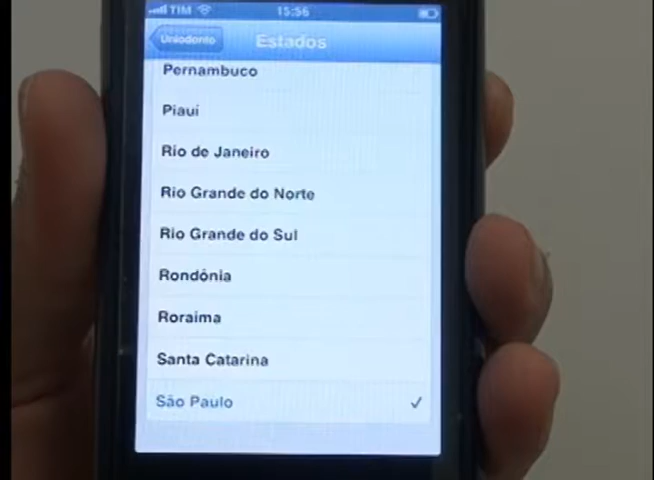 TIM 15:56
Uniodonto Estados
Pernambuco
Piauí
Rio de Janeiro
Rio Grande do Norte
Rio Grande do Sul
Rondônia
Roraima
Santa Catarina
São Paulo